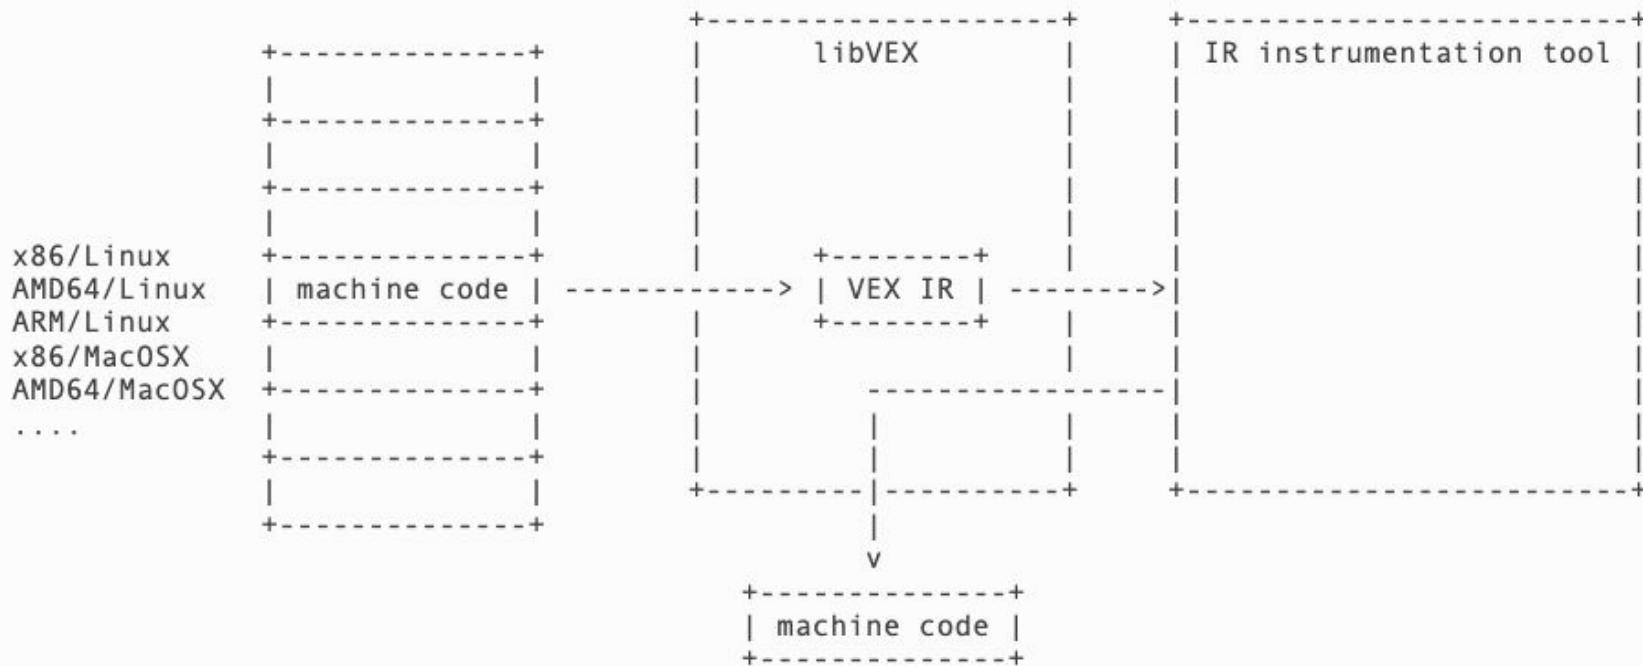 libVEX
IR instrumentation tool
x86/Linux
AMD64/Linux
machine code
VEX IR
ARM/Linux
x86/MacOSX
AMD64/MacOSX
....
machine code